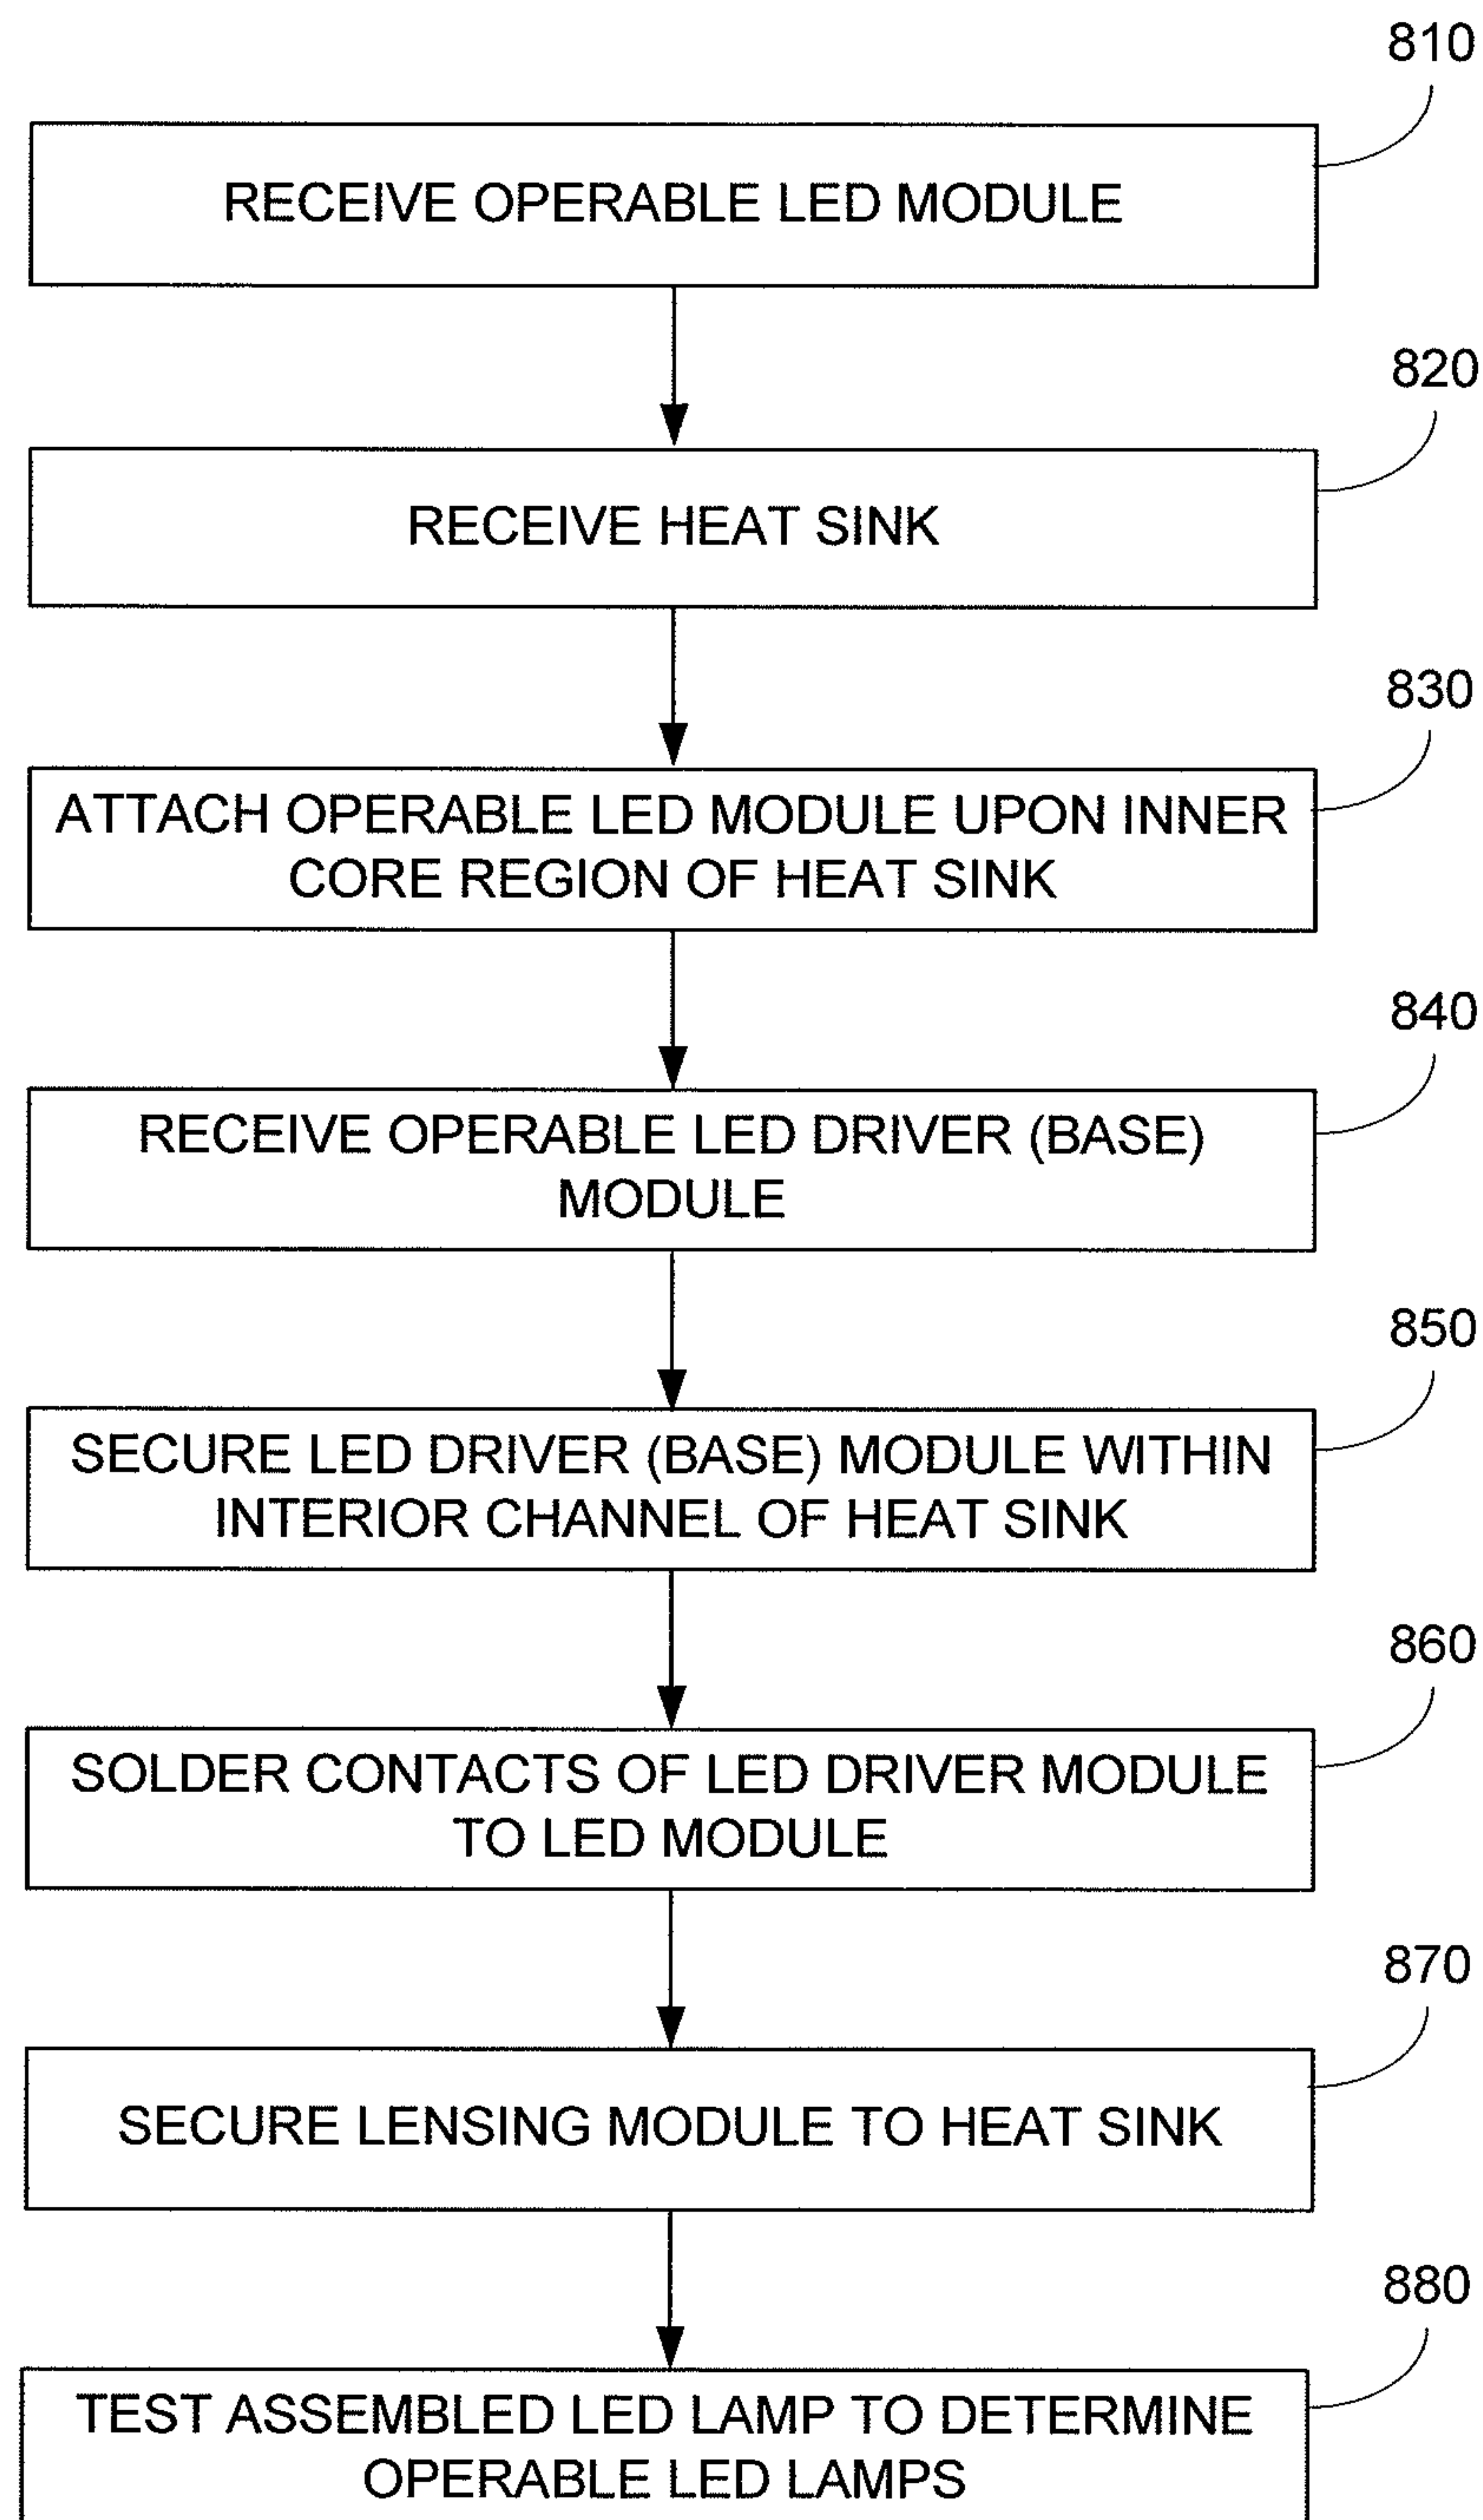 810
RECEIVE OPERABLE LED MODULE
820
RECEIVE HEAT SINK
830
ATTACH OPERABLE LED MODULE UPON INNER
CORE REGION OF HEAT SINK
840
RECEIVE OPERABLE LED DRIVER (BASE)
MODULE
850
SECURE LED DRIVER (BASE) MODULE WITHIN
INTERIOR CHANNEL OF HEAT SINK
860
SOLDER CONTACTS OF LED DRIVER MODULE
TO LED MODULE
870
SECURE LENSING MODULE TO HEAT SINK
880
TEST ASSEMBLED LED LAMP TO DETERMINE
OPERABLE LED LAMPS